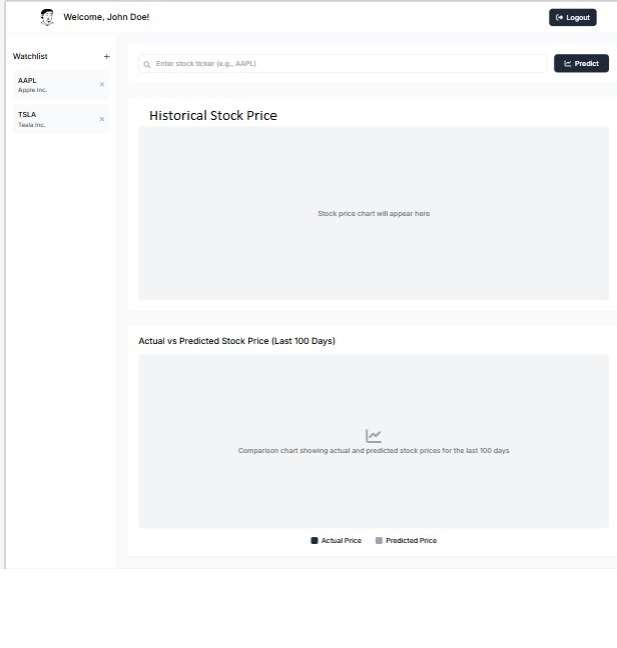 Welcome, John Doe!
Logout
Watchlist +
AAPL
Apple Inc.
×
TSLA
Tesla Inc.
×
Enter stock ticker (e.g., AAPL)
Predict
Historical Stock Price
Stock price chart will appear here
Actual vs Predicted Stock Price (Last 100 Days)
Comparison chart showing actual and predicted stock prices for the last 100 days
Actual Price Predicted Price